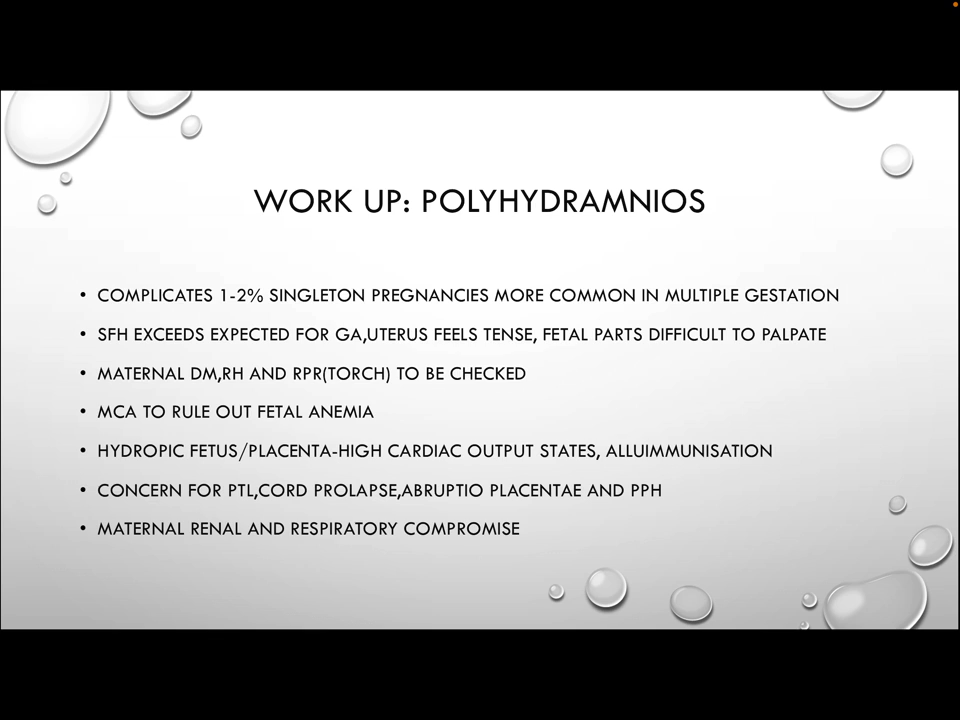 WORK UP: POLYHYDRAMNIOS
• COMPLICATES 1-2% SINGLETON PREGNANCIES MORE COMMON IN MULTIPLE GESTATION
• SFH EXCEEDS EXPECTED FOR GA,UTERUS FEELS TENSE, FETAL PARTS DIFFICULT TO PALPATE
• MATERNAL DM,RH AND RPR(TORCH) TO BE CHECKED
• MCA TO RULE OUT FETAL ANEMIA
• HYDROPIC FETUS/PLACENTA-HIGH CARDIAC OUTPUT STATES, ALLUIMMUNISATION
• CONCERN FOR PTL,CORD PROLAPSE,ABRUPTIO PLACENTAE AND PPH
• MATERNAL RENAL AND RESPIRATORY COMPROMISE